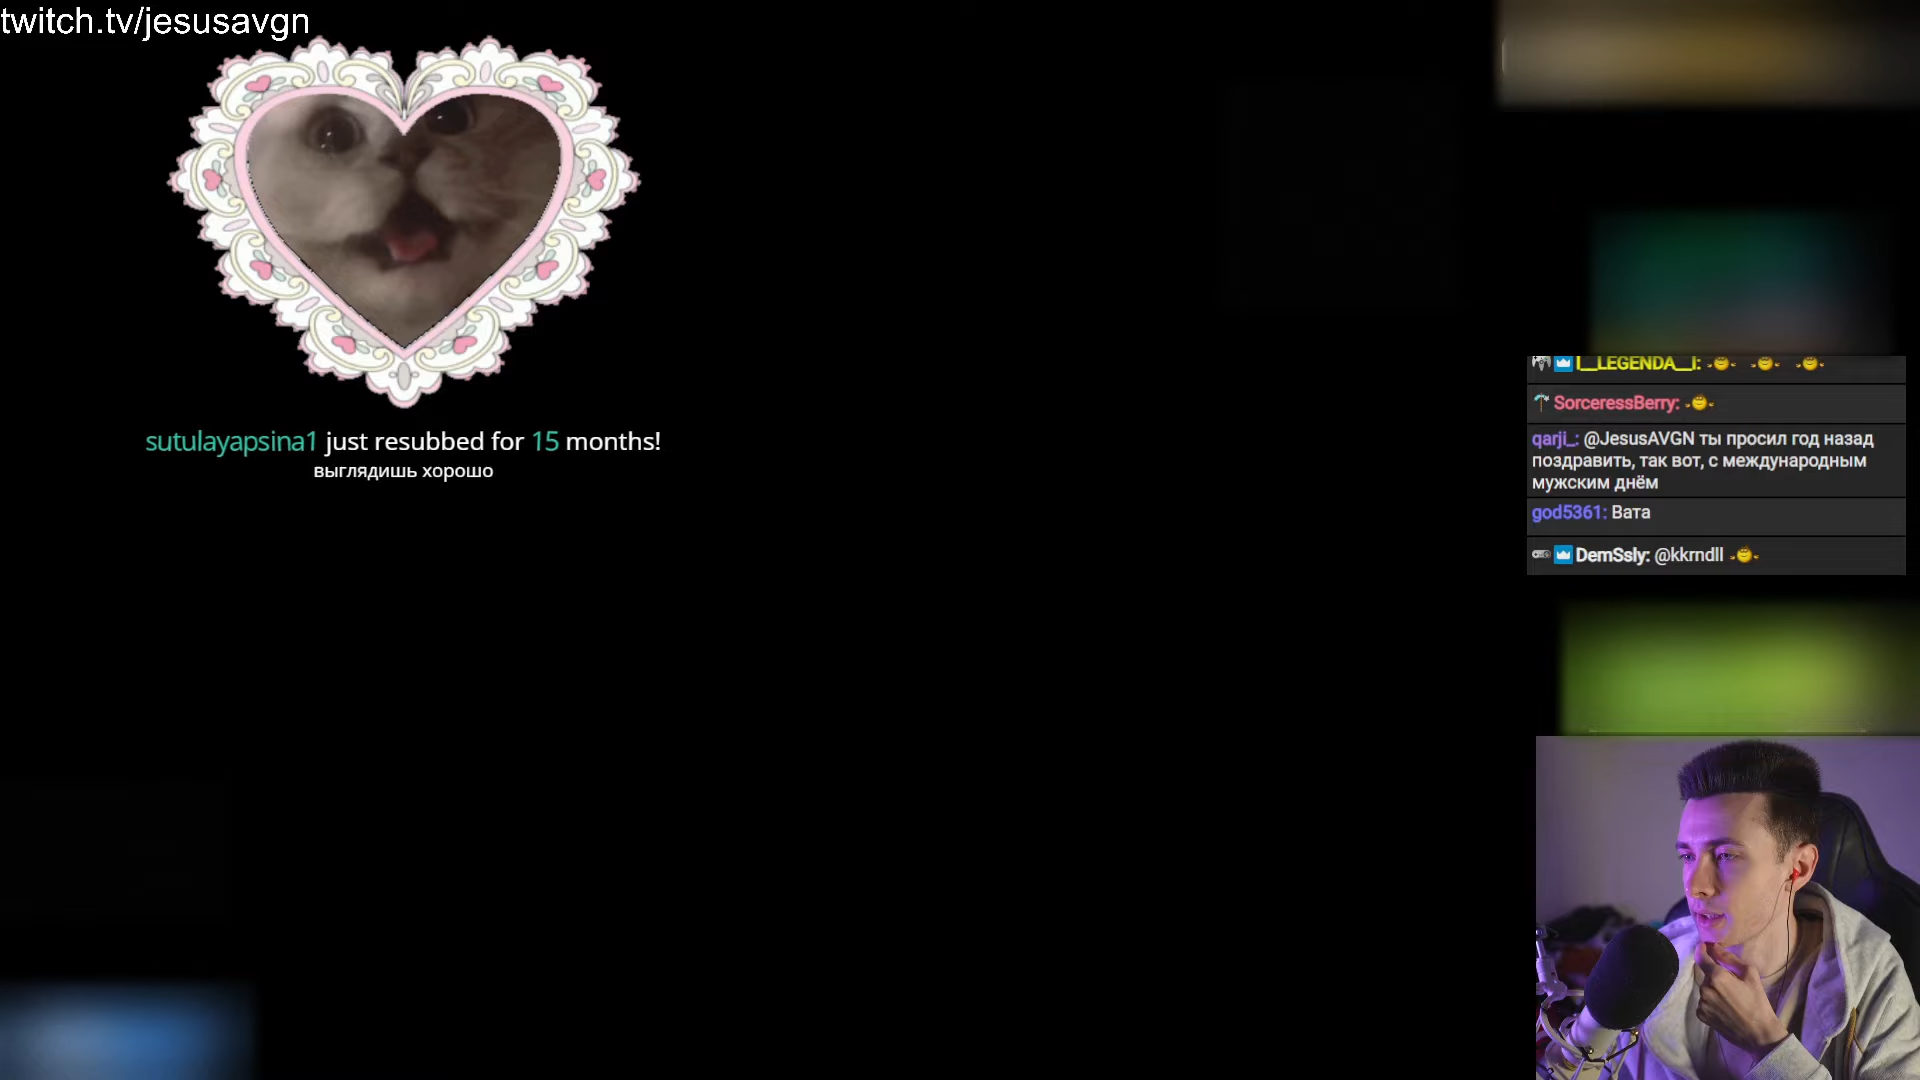 twitch.tv/jesusavgn
sutulayapsina1 just resubbed for 15 months!
выглядишь хорошо
I__LEGENDA__I:
SorceressBerry:
qarji_: @JesusAVGN ты просил год назад
поздравить, так вот, с международным
мужским днём
god5361: Вата
DemSsly: @kkrndll